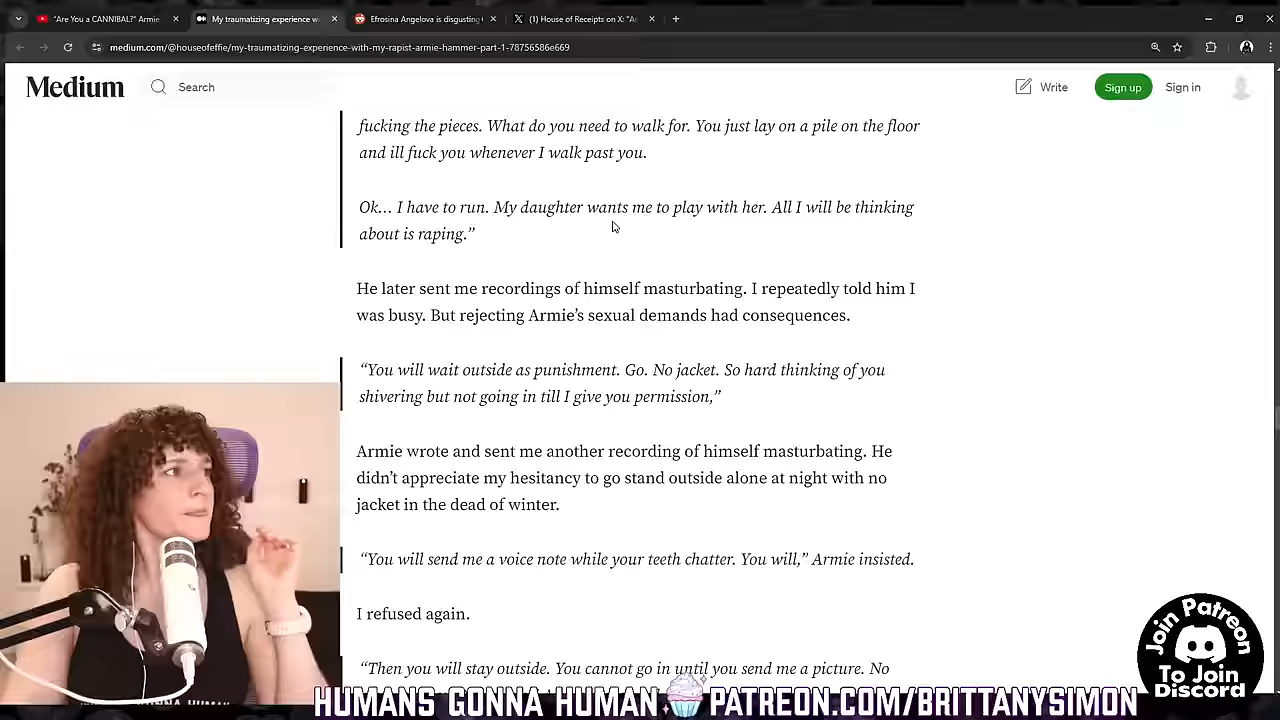 "Are You a CANNIBAL?" Armie
My traumatizing experience w
Efrosina Angelova is disgusting
(1) House of Receipts on X: "As
medium.com/@houseofeffie/my-traumatizing-experience-with-my-rapist-armie-hammer-part-1-78756586e669
Medium
Search
Write
Sign up
Sign in
fucking the pieces. What do you need to walk for. You just lay on a pile on the floor
and ill fuck you whenever I walk past you.
Ok… I have to run. My daughter wants me to play with her. All I will be thinking
about is raping.”
He later sent me recordings of himself masturbating. I repeatedly told him I
was busy. But rejecting Armie’s sexual demands had consequences.
“You will wait outside as punishment. Go. No jacket. So hard thinking of you
shivering but not going in till I give you permission,”
Armie wrote and sent me another recording of himself masturbating. He
didn’t appreciate my hesitancy to go stand outside alone at night with no
jacket in the dead of winter.
“You will send me a voice note while your teeth chatter. You will,” Armie insisted.
I refused again.
“Then you will stay outside. You cannot go in until you send me a picture. No
Join Patreon
To Join
Discord
HUMANS GONNA HUMAN PATREON.COM/BRITTANYSIMON